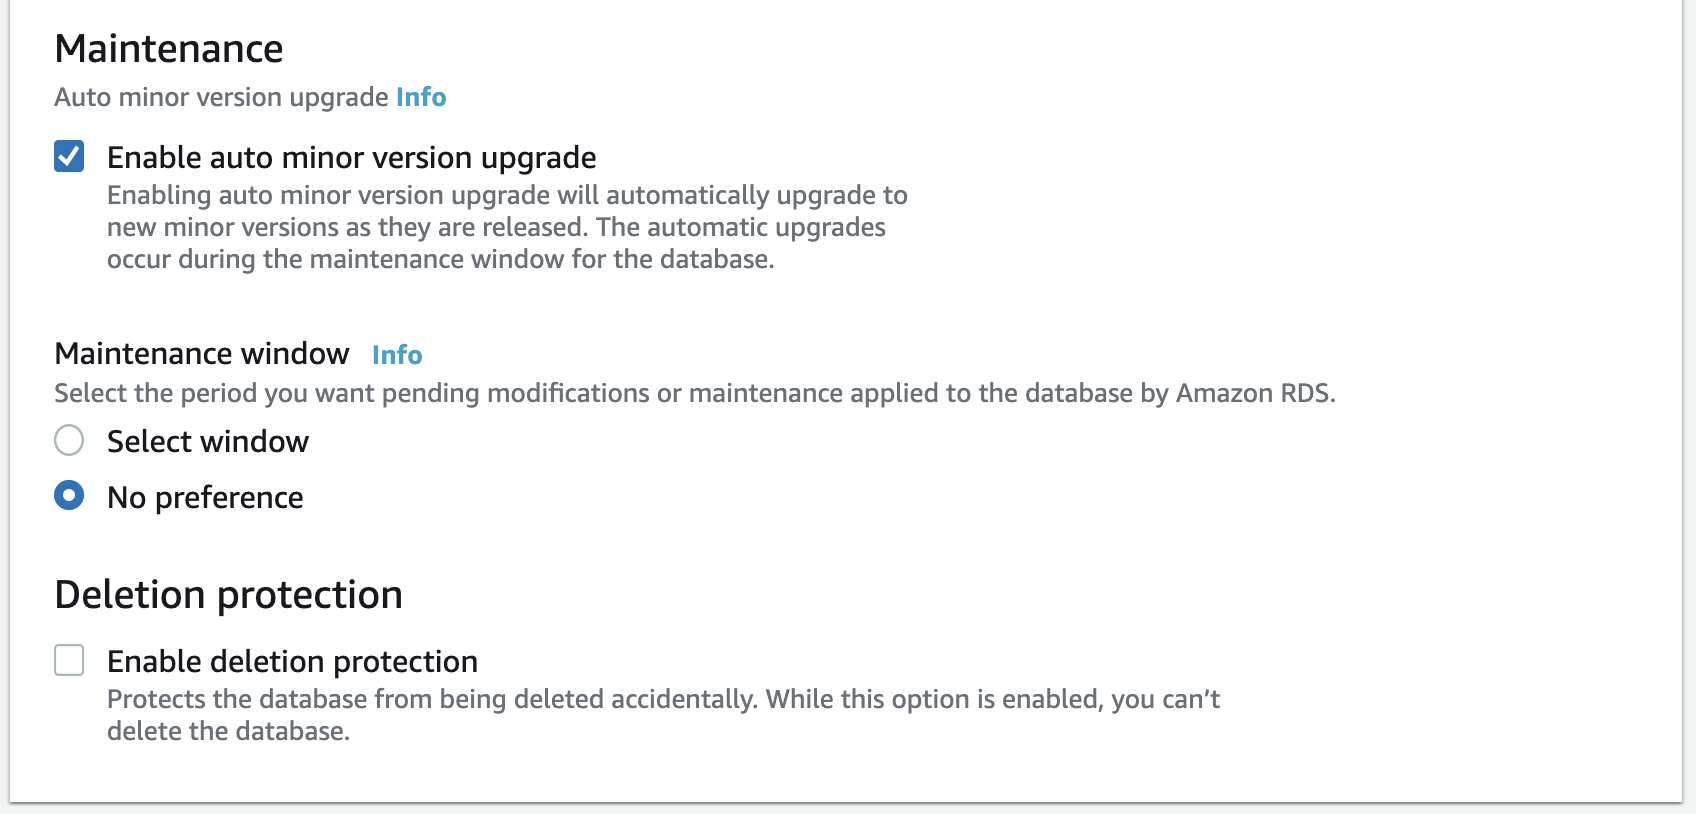 Maintenance
Auto minor version upgrade Info
Enable auto minor version upgrade
Enabling auto minor version upgrade will automatically upgrade to
new minor versions as they are released. The automatic upgrades
occur during the maintenance window for the database.
Maintenance window Info
Select the period you want pending modifications or maintenance applied to the database by Amazon RDS.
Select window
No preference
Deletion protection
Enable deletion protection
Protects the database from being deleted accidentally. While this option is enabled, you can’t
delete the database.